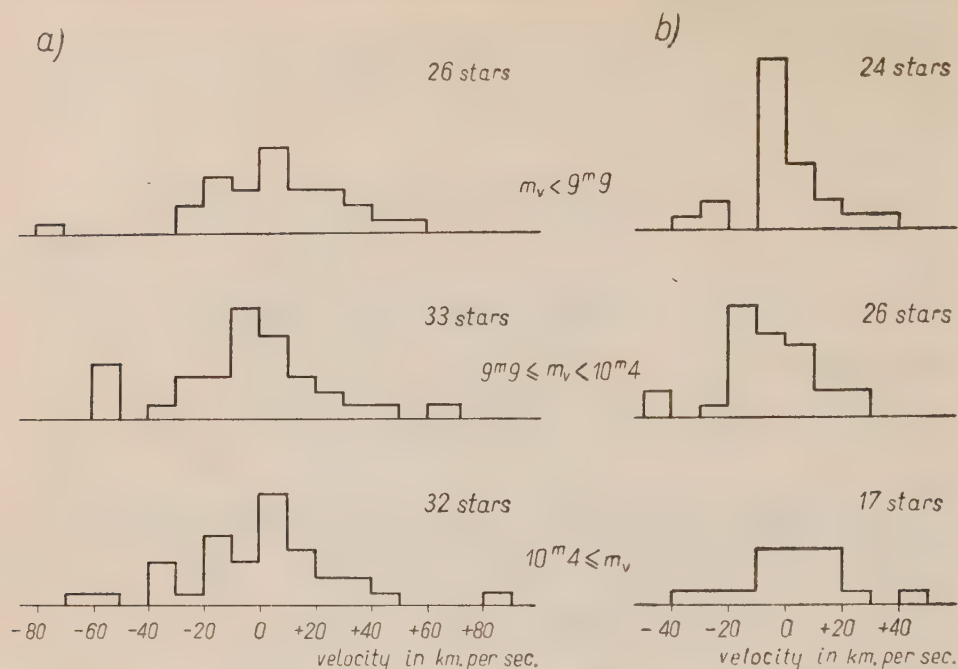 a)
b)
26 stars
24 stars
m_v < 9^m9
33 stars
26 stars
9^m9 ≤ m_v < 10^m4
32 stars
17 stars
10^m4 ≤ m_v
-80 -60 -40 -20 0 +20 +40 +60 +80
-40 -20 0 +20 +40
velocity in km. per sec.
velocity in km. per sec.